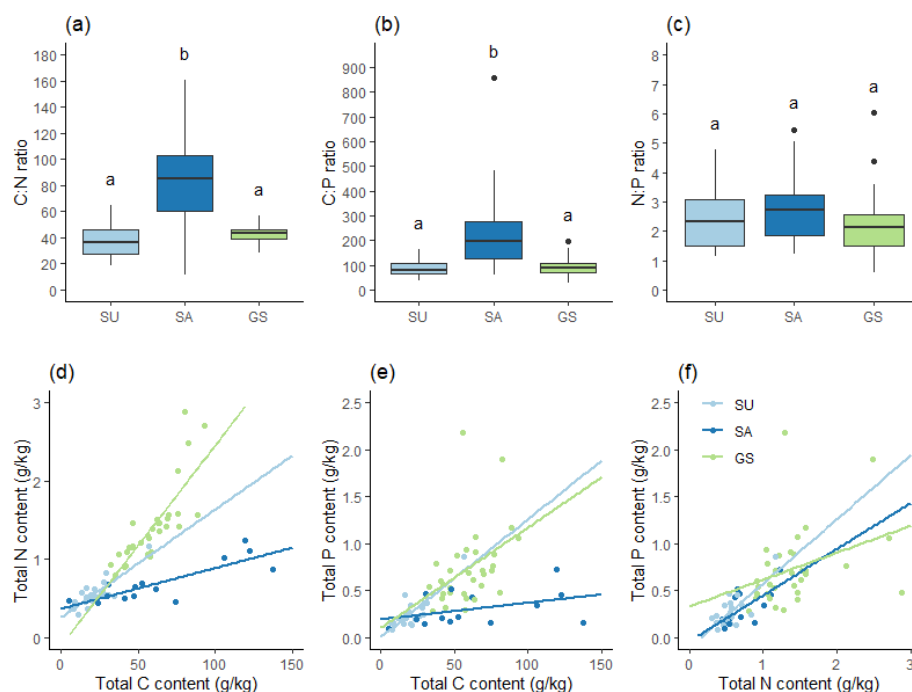 (a)
C:N ratio
180
160
140
120
100
80
60
40
20
0
a
b
a
SU
SA
GS
(b)
C:P ratio
900
800
700
600
500
400
300
200
100
0
a
b
a
SU
SA
GS
(c)
N:P ratio
8
7
6
5
4
3
2
1
0
a
a
a
SU
SA
GS
(d)
Total N content (g/kg)
3
2
1
0
0
50
100
150
Total C content (g/kg)
(e)
Total P content (g/kg)
2.5
2.0
1.5
1.0
0.5
0.0
0
50
100
150
Total C content (g/kg)
(f)
Total P content (g/kg)
2.5
2.0
1.5
1.0
0.5
0.0
SU
SA
GS
0
1
2
3
Total N content (g/kg)